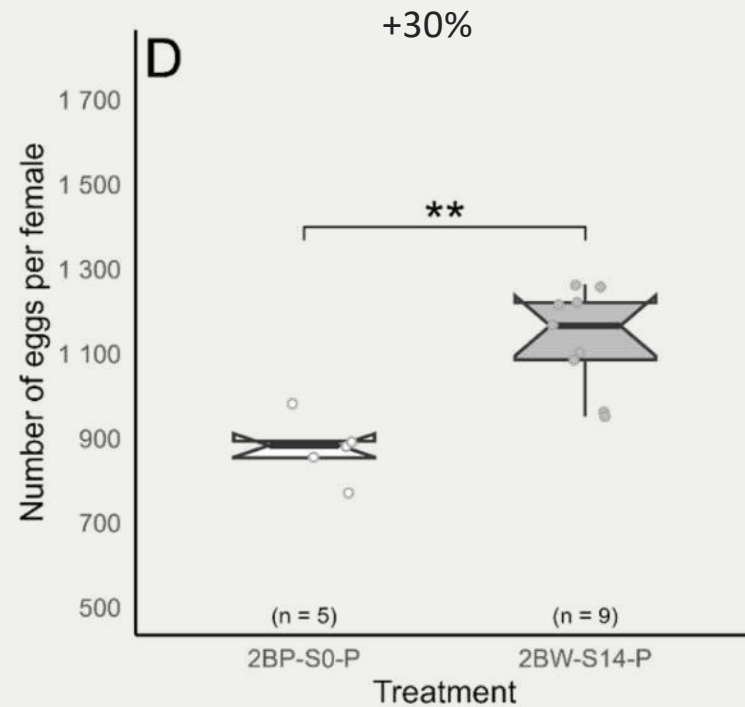 +30%
D
Number of eggs per female
1 700
1 500
1 300
1 100
900
700
500
**
(n = 5)
(n = 9)
2BP-S0-P
2BW-S14-P
Treatment